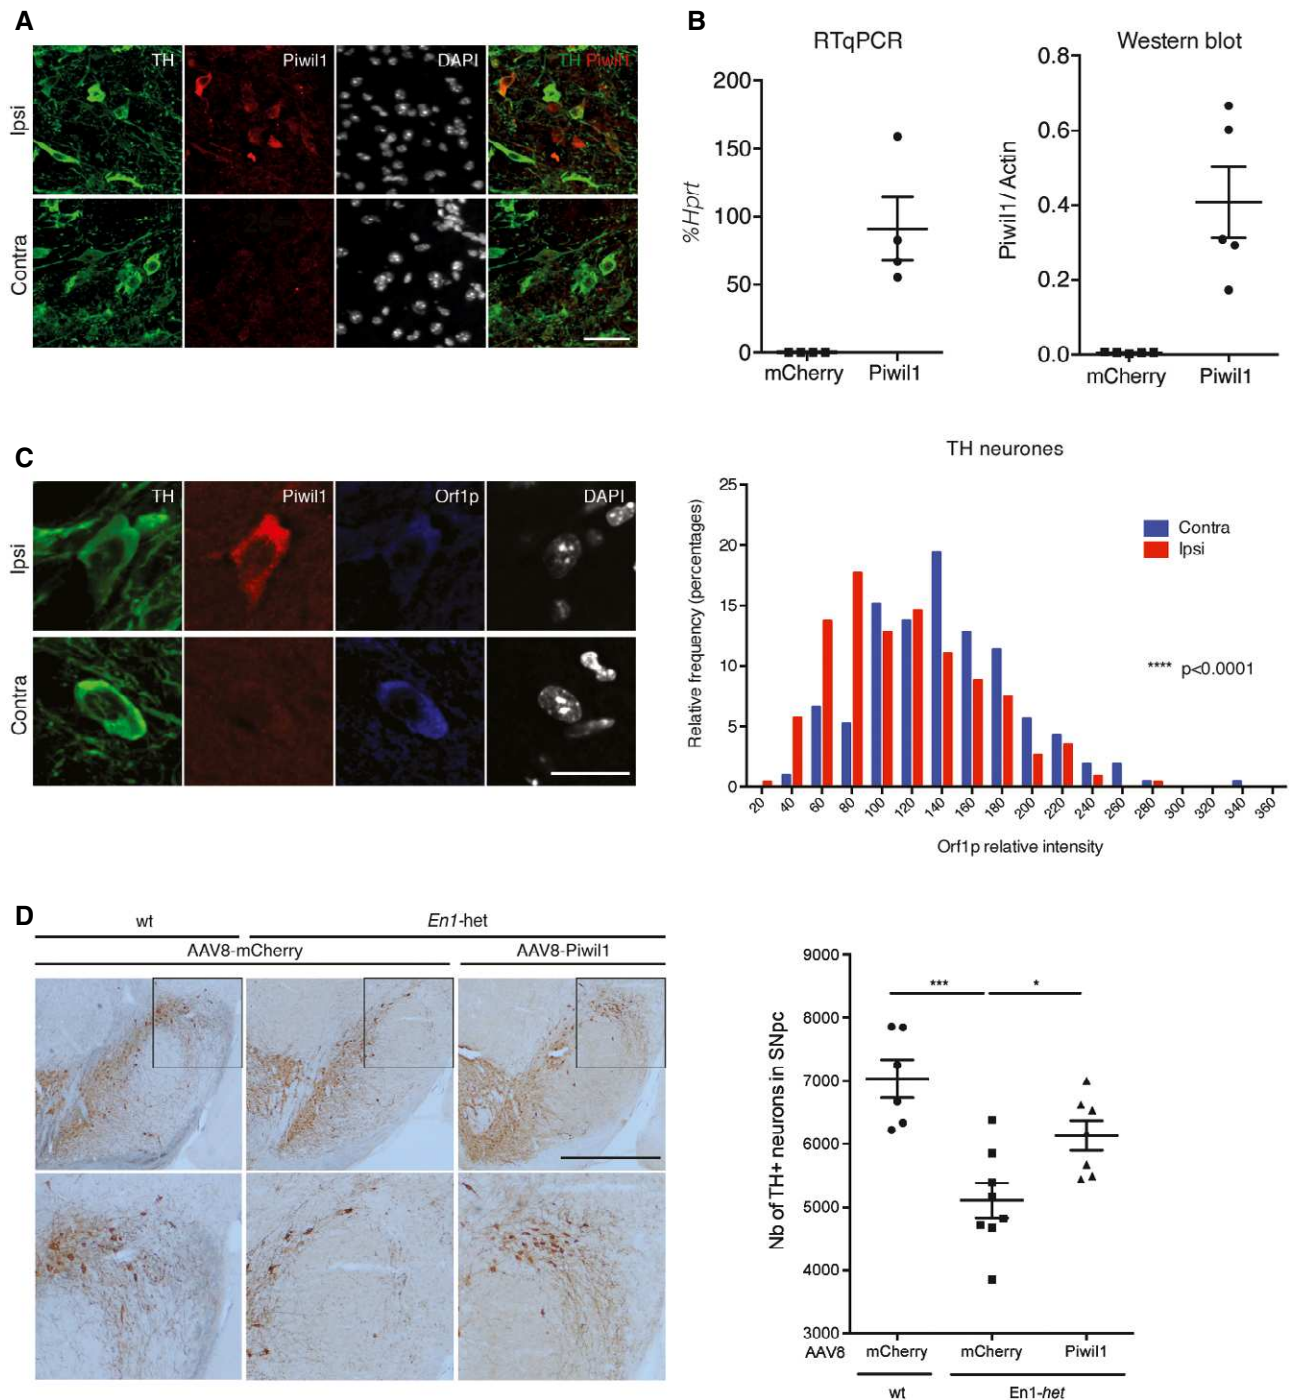 A
TH Piwil1 DAPI TH Piwil1
Ipsi
Contra
B
RTqPCR
200
150
100
50
0
%Hprt
mCherry Piwil1
Western blot
0.8
0.6
0.4
0.2
0.0
Piwil1/ Actin
mCherry Piwil1
C
TH Piwil1 Orf1p DAPI
Ipsi
Contra
TH neurones
25
20
15
10
5
0
Relative frequency (percentages)
Contra
Ipsi
**** p<0.0001
20 40 60 80 100 120 140 160 180 200 220 240 260 280 300 320 340 360
Orf1p relative intensity
D
wt En1-het
AAV8-mCherry AAV8-Piwil1
9000
8000
7000
6000
5000
4000
3000
Nb of TH+ neurons in SNpc
*** *
AAV8 mCherry mCherry Piwil1
wt En1-het